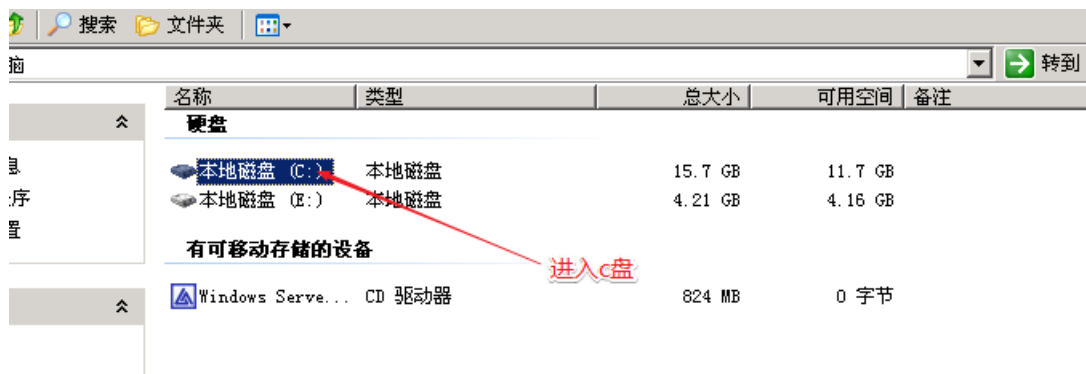 搜索 文件夹
脑 转到
名称 类型 总大小 可用空间 备注
硬盘
息
本地磁盘 (C:) 本地磁盘 15.7 GB 11.7 GB
序
本地磁盘 (E:) 本地磁盘 4.21 GB 4.16 GB
置
有可移动存储的设备
进入c盘
Windows Serve... CD 驱动器 824 MB 0 字节